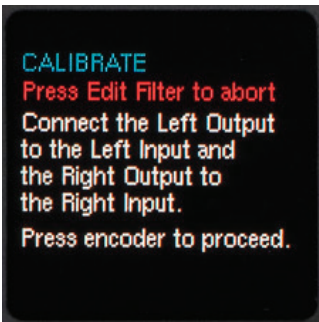 CALIBRATE
Press Edit Filter to abort
Connect the Left Output
to the Left Input and
the Right Output to
the Right Input.
Press encoder to proceed.